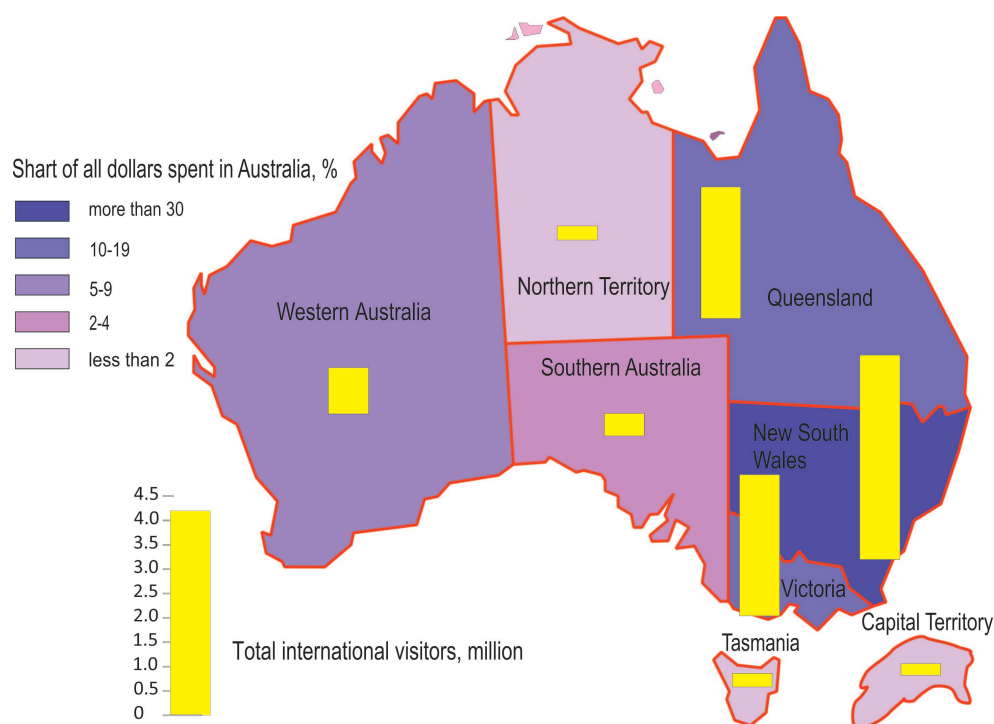 Shart of all dollars spent in Australia, %
more than 30
10-19
5-9
2-4
less than 2
Western Australia
Northern Territory
Queensland
Southern Australia
New South
Wales
Victoria
Tasmania
Capital Territory
4.5
4.0
3.5
3.0
2.5
2.0
1.5
1.0
0.5
0
Total international visitors, million